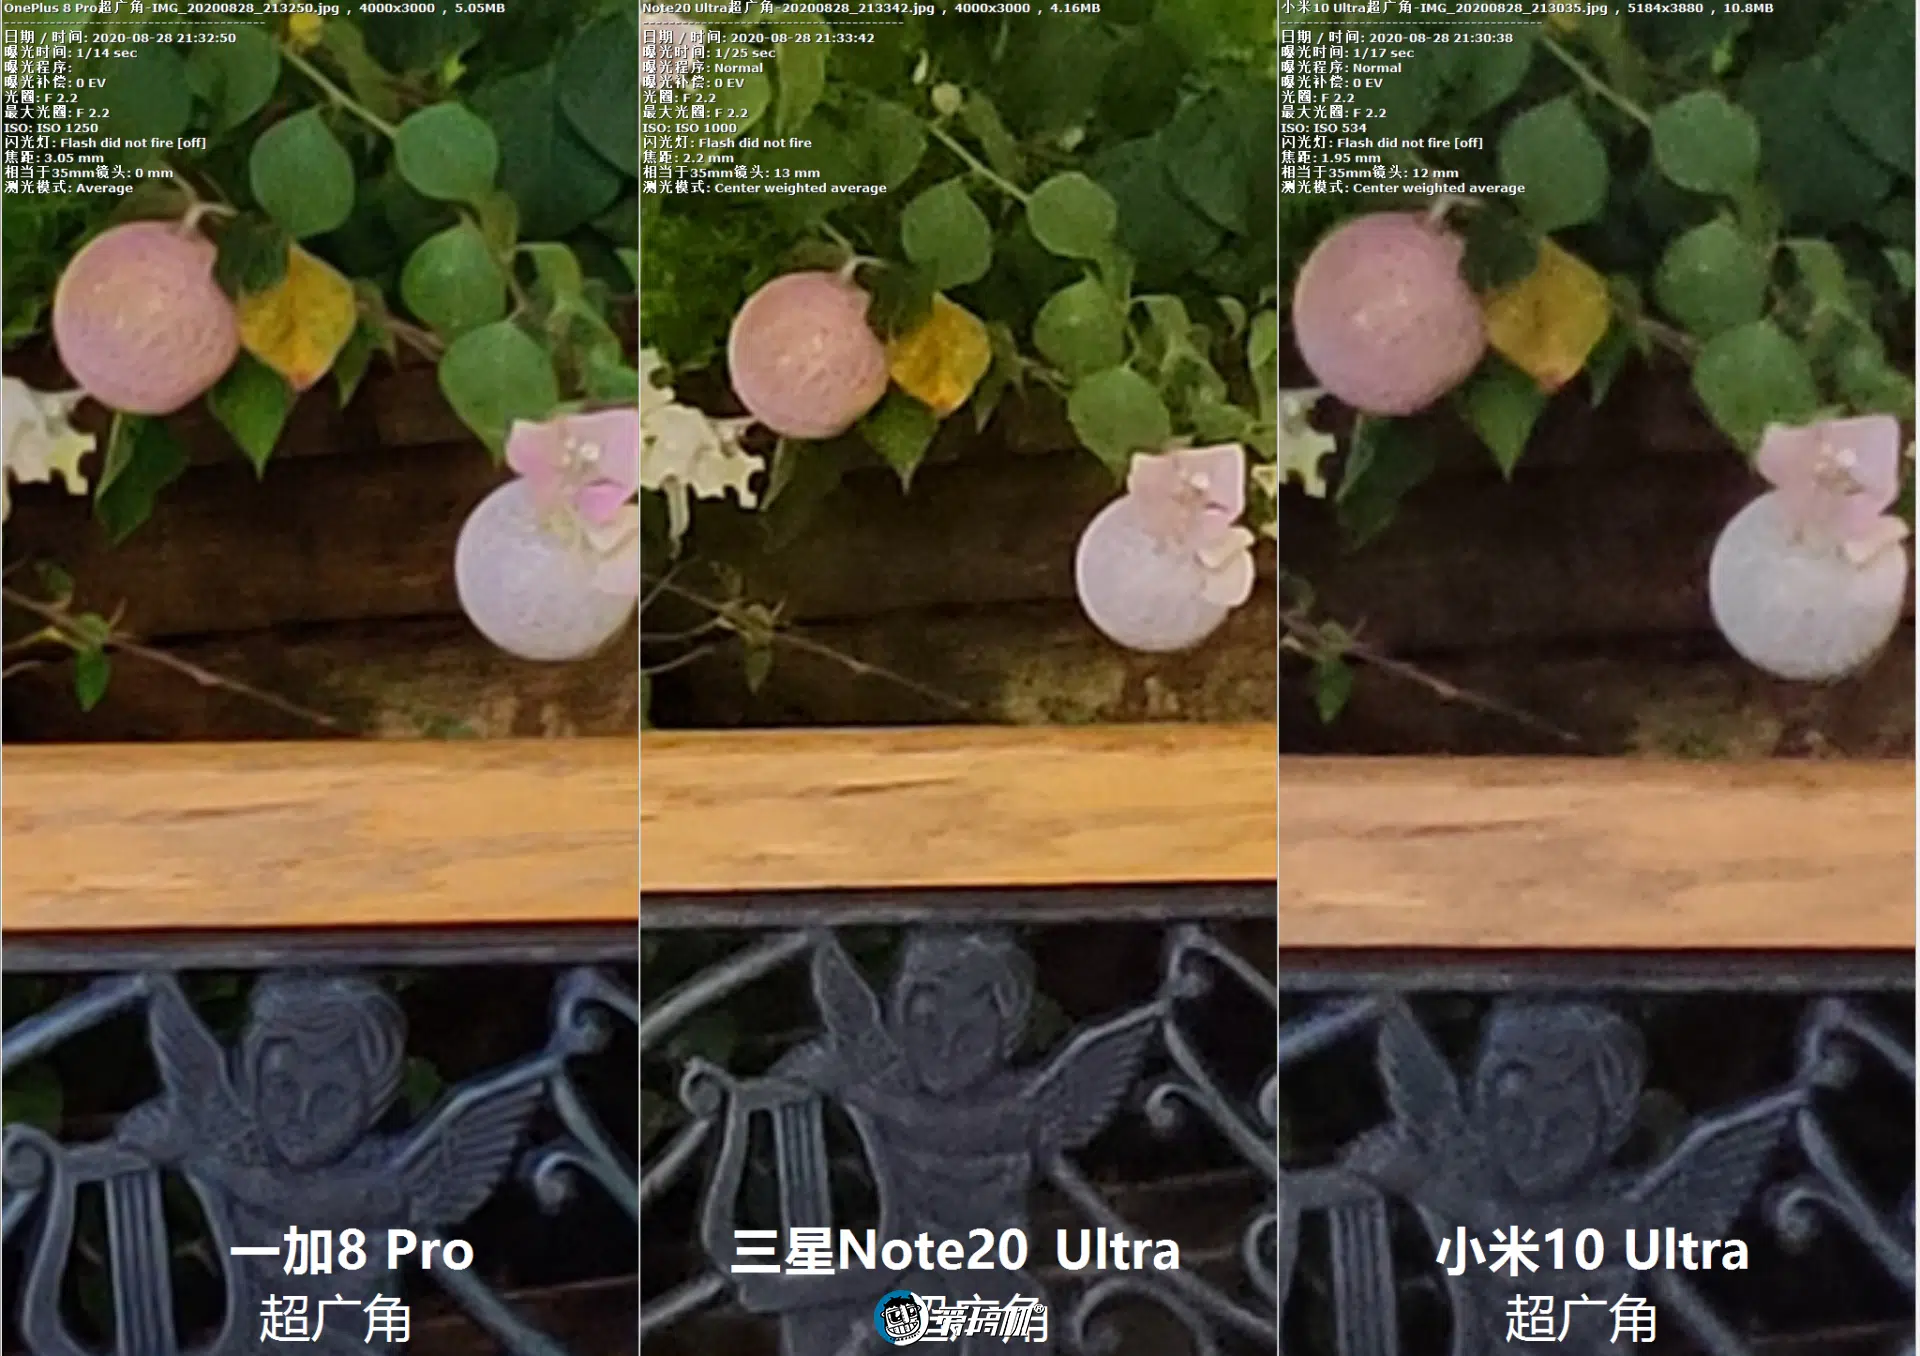 OnePlus 8 Pro超广角-IMG_20200828_213250.jpg , 4000x3000 , 5.05MB
日期 / 时间: 2020-08-28 21:32:50
曝光时间: 1/14 sec
曝光程序:
曝光补偿: 0 EV
光圈: F 2.2
最大光圈: F 2.2
ISO: ISO 1250
闪光灯: Flash did not fire [off]
焦距: 3.05 mm
相当于35mm镜头: 0 mm
测光模式: Average
一加8 Pro
超广角
Note20 Ultra超广角-20200828_213342.jpg , 4000x3000 , 4.16MB
日期 / 时间: 2020-08-28 21:33:42
曝光时间: 1/25 sec
曝光程序: Normal
曝光补偿: 0 EV
光圈: F 2.2
最大光圈: F 2.2
ISO: ISO 1000
闪光灯: Flash did not fire
焦距: 2.2 mm
相当于35mm镜头: 13 mm
测光模式: Center weighted average
三星Note20 Ultra
超广角
爱搞机®
小米10 Ultra超广角-IMG_20200828_213035.jpg , 5184x3880 , 10.8MB
日期 / 时间: 2020-08-28 21:30:38
曝光时间: 1/17 sec
曝光程序: Normal
曝光补偿: 0 EV
光圈: F 2.2
最大光圈: F 2.2
ISO: ISO 534
闪光灯: Flash did not fire [off]
焦距: 1.95 mm
相当于35mm镜头: 12 mm
测光模式: Center weighted average
小米10 Ultra
超广角